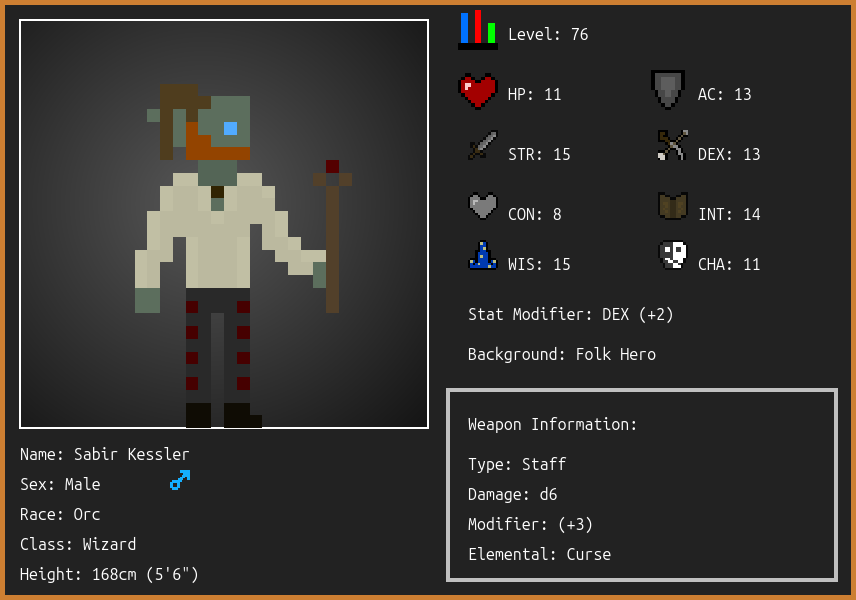 Level: 76
HP: 11
AC: 13
STR: 15
DEX: 13
CON: 8
INT: 14
WIS: 15
CHA: 11
Stat Modifier: DEX (+2)
Background: Folk Hero
Weapon Information:
Type: Staff
Damage: d6
Modifier: (+3)
Elemental: Curse
Name: Sabir Kessler
Sex: Male
Race: Orc
Class: Wizard
Height: 168cm (5'6")